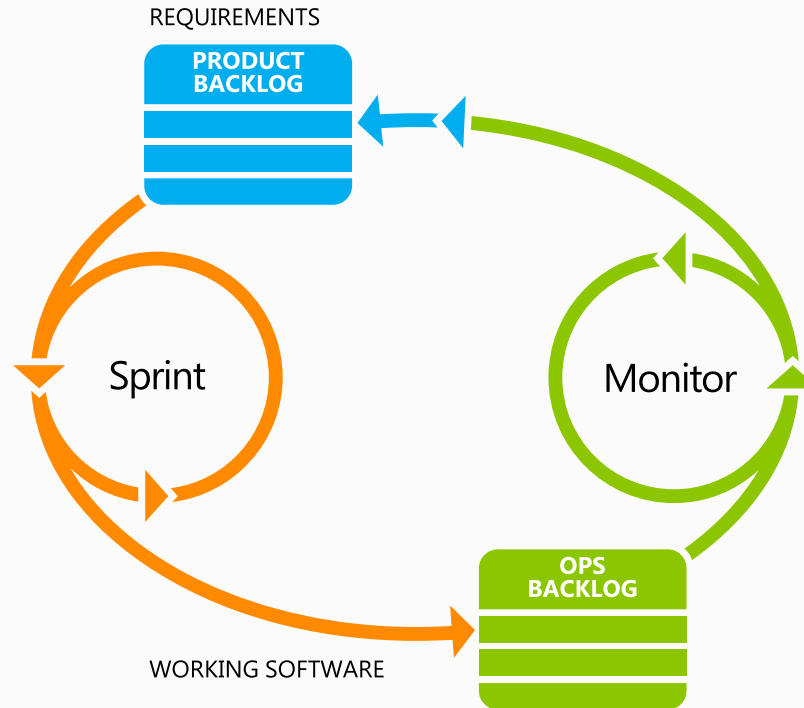 REQUIREMENTS
PRODUCT
BACKLOG
Sprint
Monitor
OPS
BACKLOG
WORKING SOFTWARE